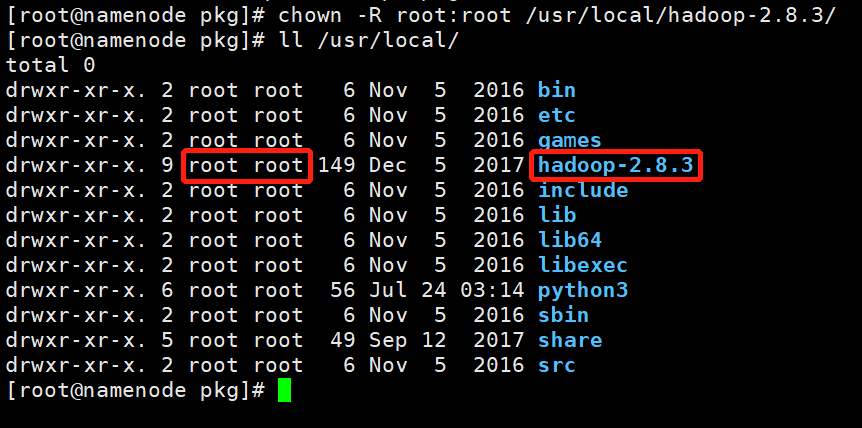 [root@namenode pkg]# chown -R root:root /usr/local/hadoop-2.8.3/
[root@namenode pkg]# ll /usr/local/
total 0
drwxr-xr-x. 2 root root   6 Nov  5  2016 bin
drwxr-xr-x. 2 root root   6 Nov  5  2016 etc
drwxr-xr-x. 2 root root   6 Nov  5  2016 games
drwxr-xr-x. 9 root root 149 Dec  5  2017 hadoop-2.8.3
drwxr-xr-x. 2 root root   6 Nov  5  2016 include
drwxr-xr-x. 2 root root   6 Nov  5  2016 lib
drwxr-xr-x. 2 root root   6 Nov  5  2016 lib64
drwxr-xr-x. 2 root root   6 Nov  5  2016 libexec
drwxr-xr-x. 6 root root  56 Jul 24 03:14 python3
drwxr-xr-x. 2 root root   6 Nov  5  2016 sbin
drwxr-xr-x. 5 root root  49 Sep 12  2017 share
drwxr-xr-x. 2 root root   6 Nov  5  2016 src
[root@namenode pkg]#